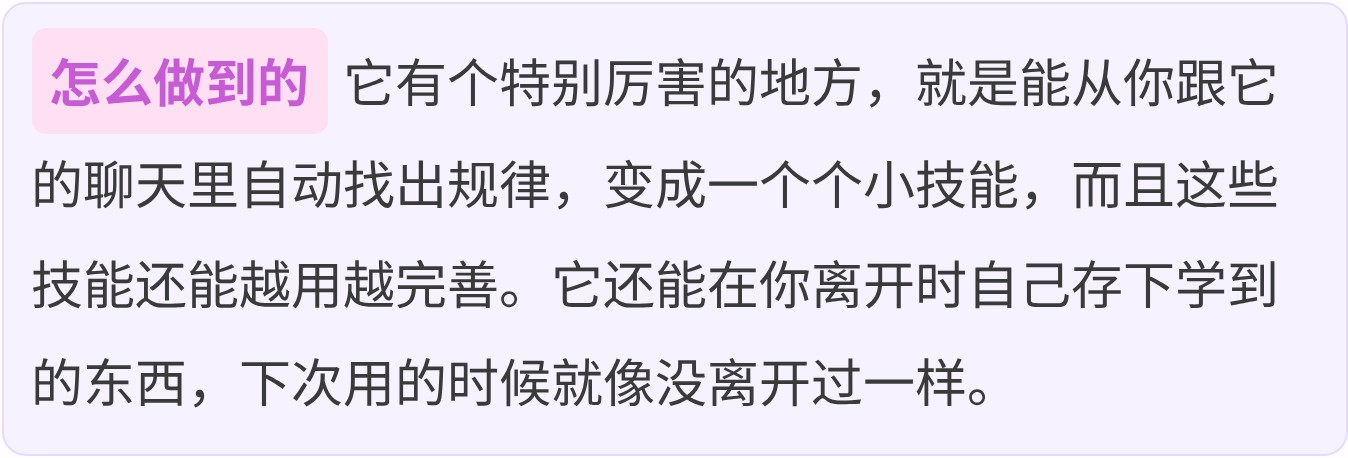 怎么做到的 它有个特别厉害的地方，就是能从你跟它
的聊天里自动找出规律，变成一个个小技能，而且这些
技能还能越用越完善。它还能在你离开时自己存下学到
的东西，下次用的时候就像没离开过一样。